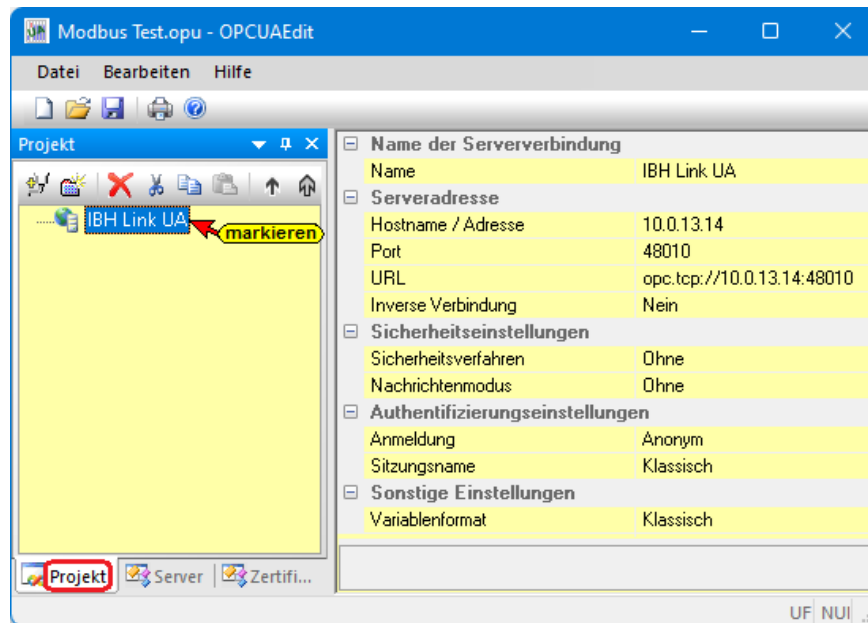 Modbus Test.opu - OPCUAEdit
Datei Bearbeiten Hilfe
Projekt
IBH Link UA
markieren
Name der Serververbindung
Name IBH Link UA
Serveradresse
Hostname / Adresse 10.0.13.14
Port 48010
URL opc.tcp://10.0.13.14:48010
Inverse Verbindung Nein
Sicherheitseinstellungen
Sicherheitsverfahren Ohne
Nachrichtenmodus Ohne
Authentifizierungseinstellungen
Anmeldung Anonym
Sitzungsname Klassisch
Sonstige Einstellungen
Variablenformat Klassisch
Projekt Server Zertifi...
UF NUI